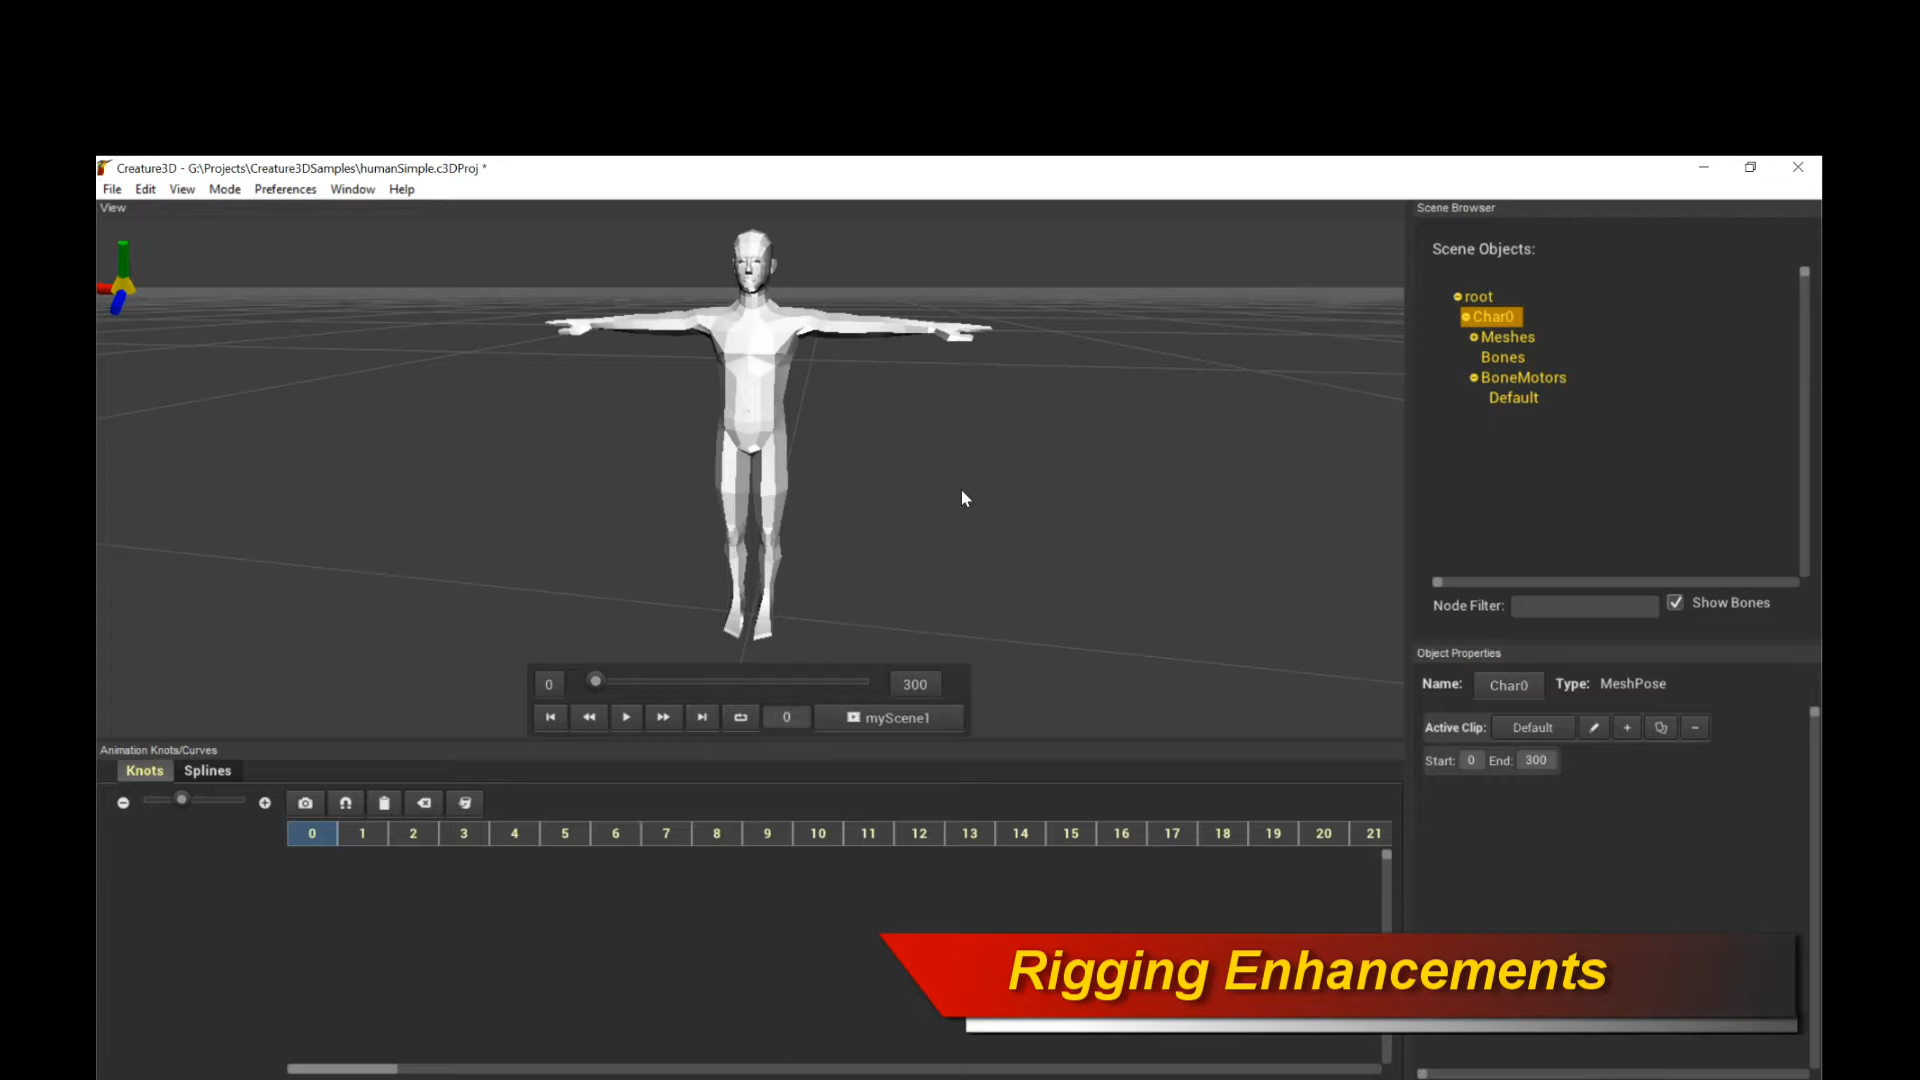 Creature3D - G:\Projects\Creature3DSamples\humanSimple.c3DProj *
File Edit View Mode Preferences Window Help
View
Scene Browser
Scene Objects:
root
Char0
Meshes
Bones
BoneMotors
Default
Node Filter: Show Bones
Object Properties
Name: Char0 Type: MeshPose
Active Clip: Default
Start: 0 End: 300
0 300
0 myScene1
Animation Knots/Curves
Knots Splines
0 1 2 3 4 5 6 7 8 9 10 11 12 13 14 15 16 17 18 19 20 21
Rigging Enhancements